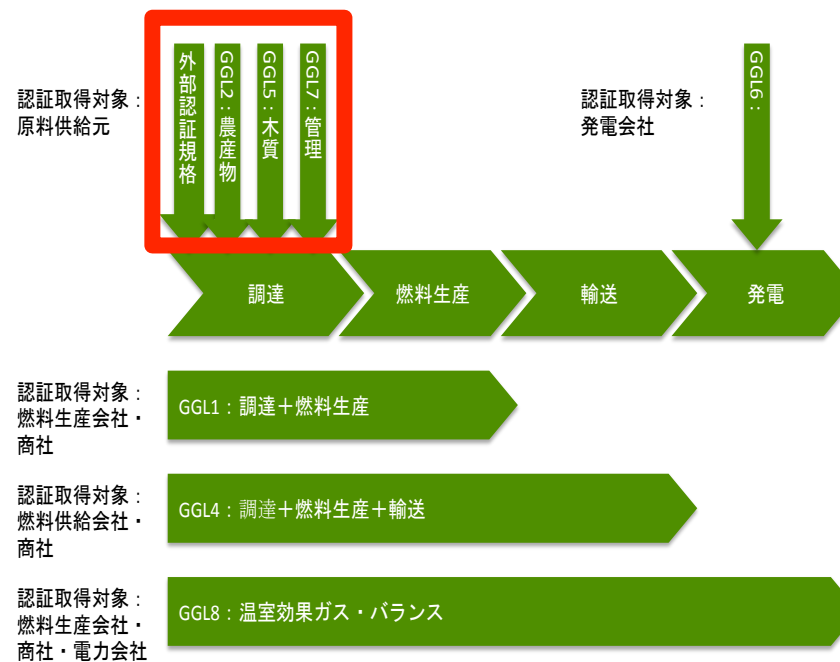 認証取得対象：
原料供給元
外部認証規格
GGL2：農産物
GGL5：木質
GGL7：管理
認証取得対象：
発電会社
GGL6：
調達
燃料生産
輸送
発電
認証取得対象：
燃料生産会社・
商社
GGL1：調達＋燃料生産
認証取得対象：
燃料供給会社・
商社
GGL4：調達＋燃料生産＋輸送
認証取得対象：
燃料生産会社・
商社・電力会社
GGL8：温室効果ガス・バランス